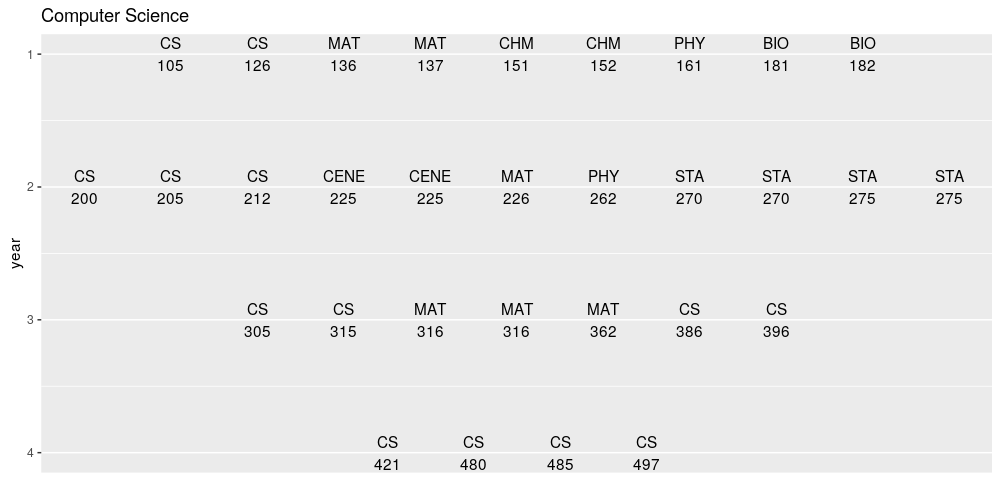 Computer Science
CS CS MAT MAT CHM CHM PHY BIO BIO
1
105 126 136 137 151 152 161 181 182
CS CS CS CENE CENE MAT PHY STA STA STA STA
2
200 205 212 225 225 226 262 270 270 275 275
year
CS CS MAT MAT MAT CS CS
3
305 315 316 316 362 386 396
CS CS CS CS
4
421 480 485 497